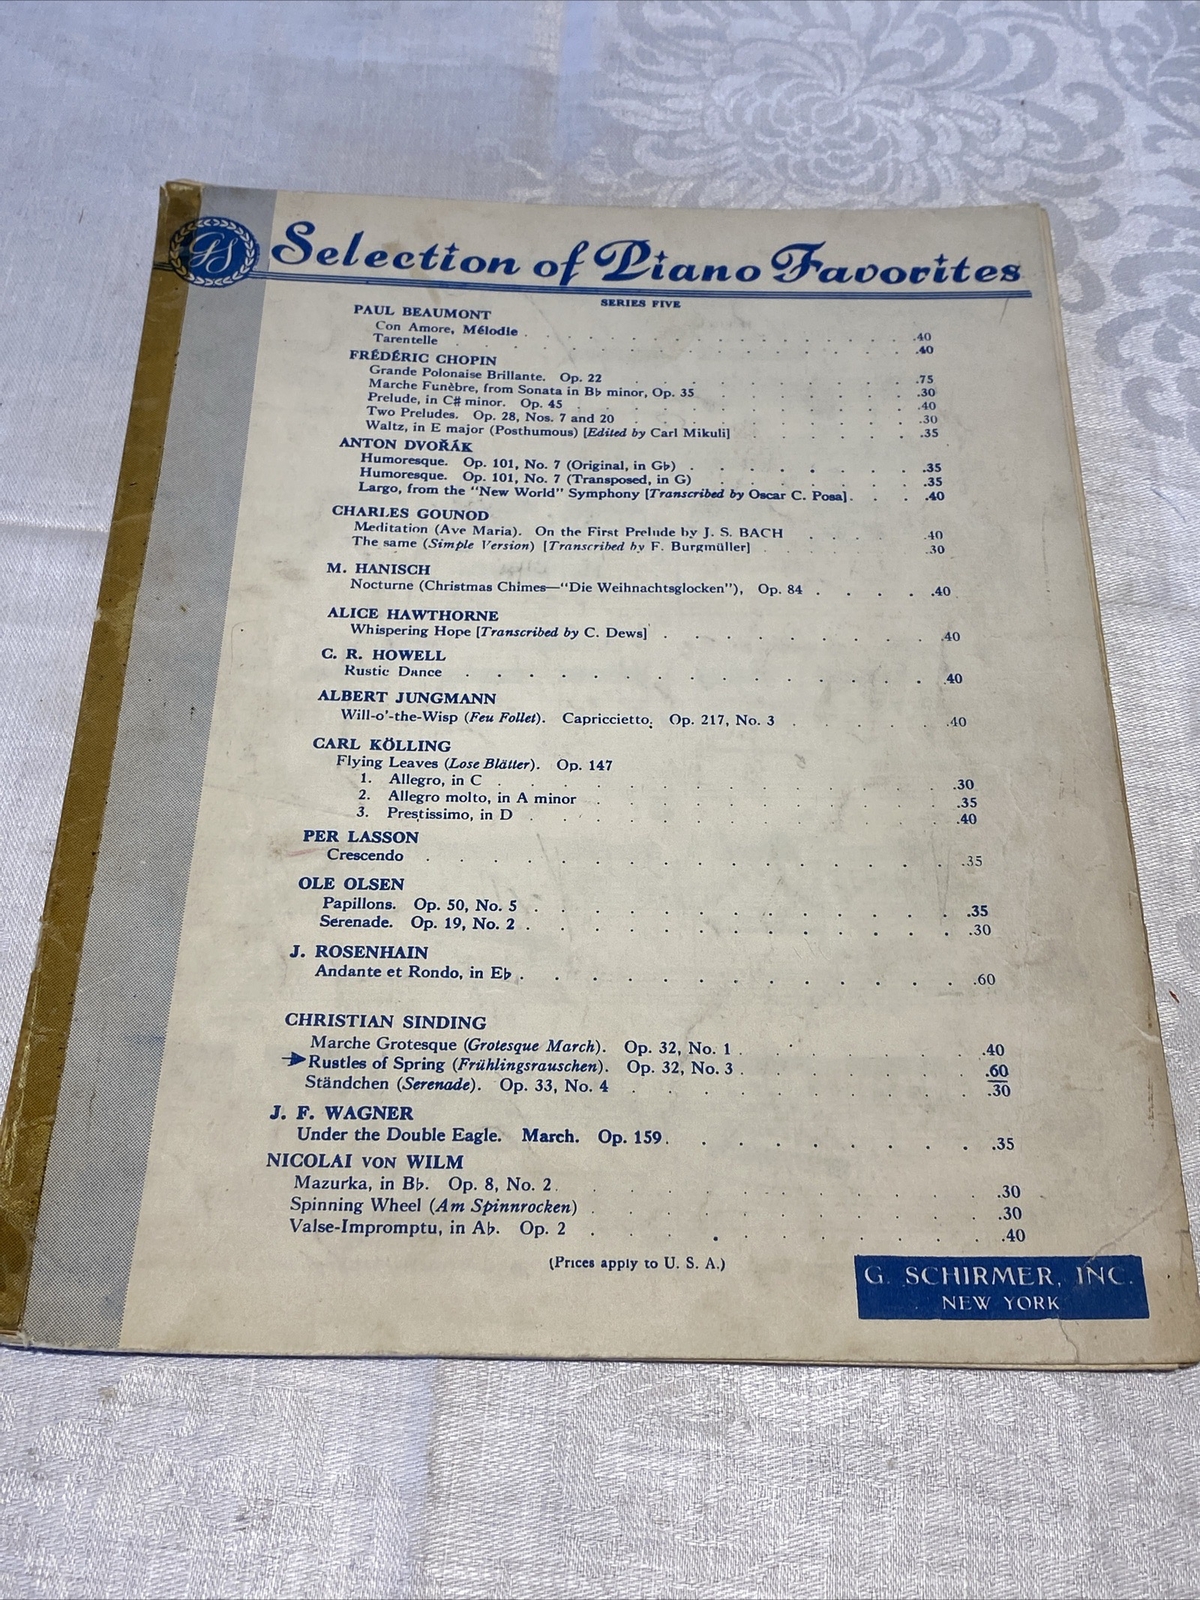 GS
Selection of Piano Favorites
SERIES FIVE
PAUL BEAUMONT
Con Amore, Mélodie . . . . . . . . . . . . .40
Tarentelle . . . . . . . . . . . . .40
FRÉDÉRIC CHOPIN
Grande Polonaise Brillante. Op. 22 . . . . . . . .75
Marche Funèbre, from Sonata in B♭ minor, Op. 35 . . . . . .30
Prelude, in C# minor. Op. 45 . . . . . . . . .40
Two Preludes. Op. 28, Nos. 7 and 20 . . . . . . . .30
Waltz, in E major (Posthumous) [Edited by Carl Mikuli] . . . . . .35
ANTON DVOŘÁK
Humoresque. Op. 101, No. 7 (Original, in G♭) . . . . . . .35
Humoresque. Op. 101, No. 7 (Transposed, in G) . . . . . . .35
Largo, from the "New World" Symphony [Transcribed by Oscar C. Posa] . . . .40
CHARLES GOUNOD
Meditation (Ave Maria). On the First Prelude by J. S. BACH . . . . .40
The same (Simple Version) [Transcribed by F. Burgmüller] . . . . . .30
M. HANISCH
Nocturne (Christmas Chimes—"Die Weihnachtsglocken"), Op. 84 . . . . .40
ALICE HAWTHORNE
Whispering Hope [Transcribed by C. Dews] . . . . . . . . .40
C. R. HOWELL
Rustic Dance . . . . . . . . . . . . .40
ALBERT JUNGMANN
Will-o'-the-Wisp (Feu Follet). Capriccietto. Op. 217, No. 3 . . . . .40
CARL KÖLLING
Flying Leaves (Lose Blätter). Op. 147
1. Allegro, in C . . . . . . . . . . . .30
2. Allegro molto, in A minor . . . . . . . . . .35
3. Prestissimo, in D . . . . . . . . . . .40
PER LASSON
Crescendo . . . . . . . . . . . . .35
OLE OLSEN
Papillons. Op. 50, No. 5 . . . . . . . . . . .35
Serenade. Op. 19, No. 2 . . . . . . . . . . .30
J. ROSENHAIN
Andante et Rondo, in E♭ . . . . . . . . . . .60
CHRISTIAN SINDING
Marche Grotesque (Grotesque March). Op. 32, No. 1 . . . . . .40
Rustles of Spring (Frühlingsrauschen). Op. 32, No. 3 . . . . . .60
Ständchen (Serenade). Op. 33, No. 4 . . . . . . . .30
J. F. WAGNER
Under the Double Eagle. March. Op. 159 . . . . . . . . .35
NICOLAI VON WILM
Mazurka, in B♭. Op. 8, No. 2 . . . . . . . . . .30
Spinning Wheel (Am Spinnrocken) . . . . . . . . . .30
Valse-Impromptu, in A♭. Op. 2 . . . . . . . . . .40
(Prices apply to U. S. A.)
G. SCHIRMER, INC.
NEW YORK